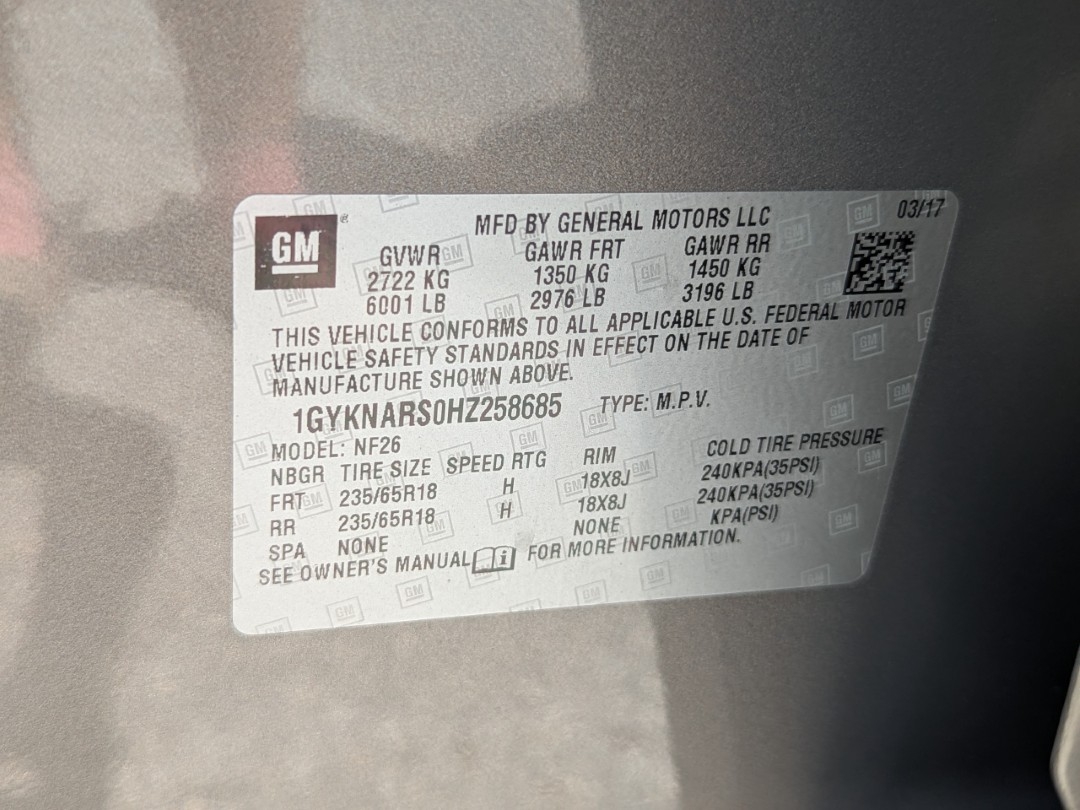 GM ® MFD BY GENERAL MOTORS LLC 03/17
GVWR GAWR FRT GAWR RR
2722 KG 1350 KG 1450 KG
6001 LB 2976 LB 3196 LB
THIS VEHICLE CONFORMS TO ALL APPLICABLE U.S. FEDERAL MOTOR
VEHICLE SAFETY STANDARDS IN EFFECT ON THE DATE OF
MANUFACTURE SHOWN ABOVE.
1GYKNARS0HZ258685 TYPE: M.P.V.
MODEL: NF26
NBGR TIRE SIZE SPEED RTG RIM COLD TIRE PRESSURE
FRT 235/65R18 H 18X8J 240KPA(35PSI)
RR 235/65R18 H 18X8J 240KPA(35PSI)
SPA NONE NONE KPA(PSI)
SEE OWNER'S MANUAL i FOR MORE INFORMATION.